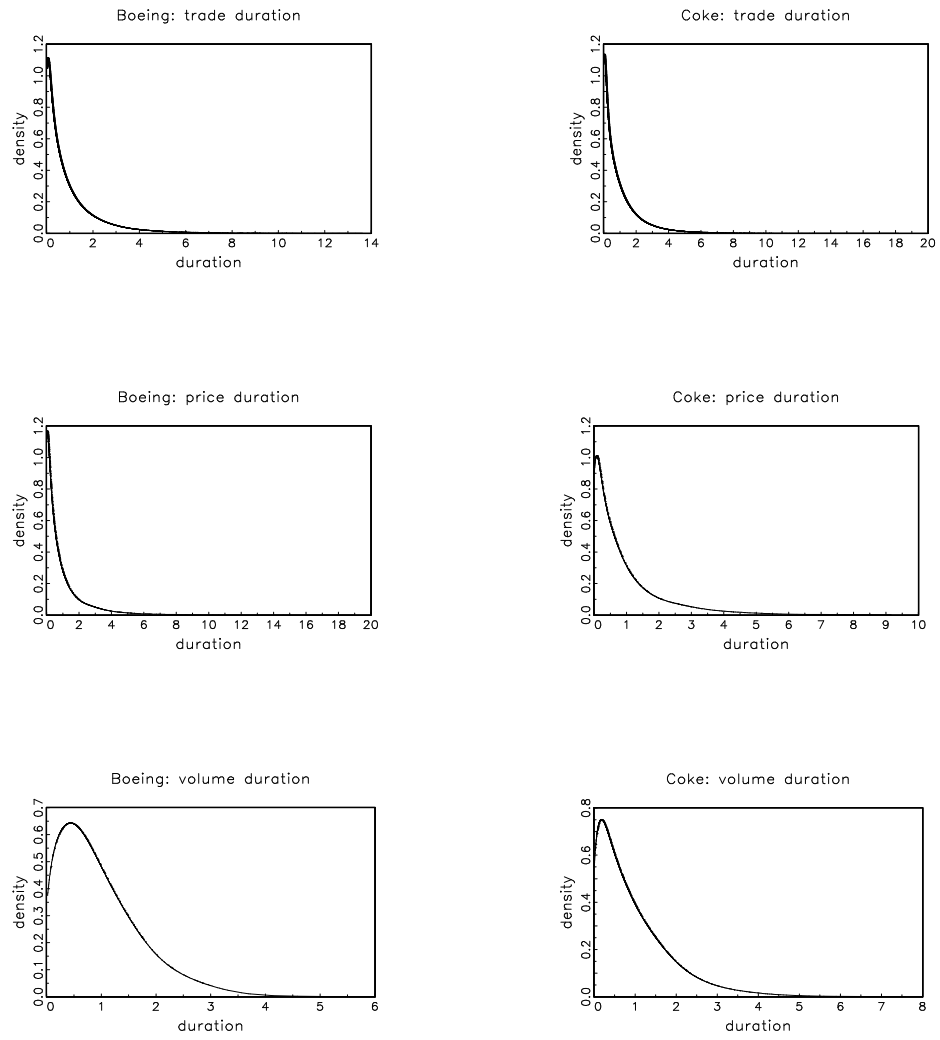 Boeing: trade duration
density
0.0 0.2 0.4 0.6 0.8 1.0 1.2
0 2 4 6 8 10 12 14
duration
Coke: trade duration
density
0.0 0.2 0.4 0.6 0.8 1.0 1.2
0 2 4 6 8 10 12 14 16 18 20
duration
Boeing: price duration
density
0.0 0.2 0.4 0.6 0.8 1.0 1.2
0 2 4 6 8 10 12 14 16 18 20
duration
Coke: price duration
density
0.0 0.2 0.4 0.6 0.8 1.0 1.2
0 1 2 3 4 5 6 7 8 9 10
duration
Boeing: volume duration
density
0.0 0.1 0.2 0.3 0.4 0.5 0.6 0.7
0 1 2 3 4 5 6
duration
Coke: volume duration
density
0.0 0.2 0.4 0.6 0.8
0 1 2 3 4 5 6 7 8
duration